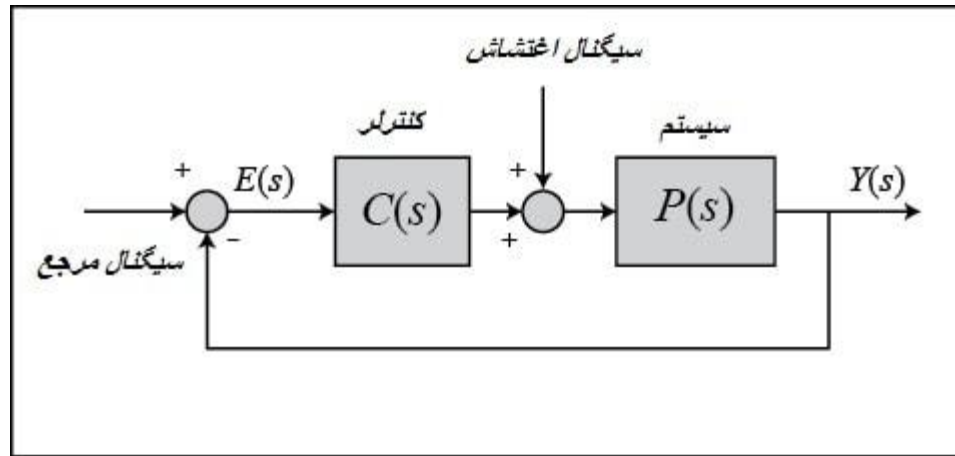 سیگنال اغتشاش
کنترلر
سیستم
+
E(s)
C(s)
+
P(s)
Y(s)
−
+
سیگنال مرجع